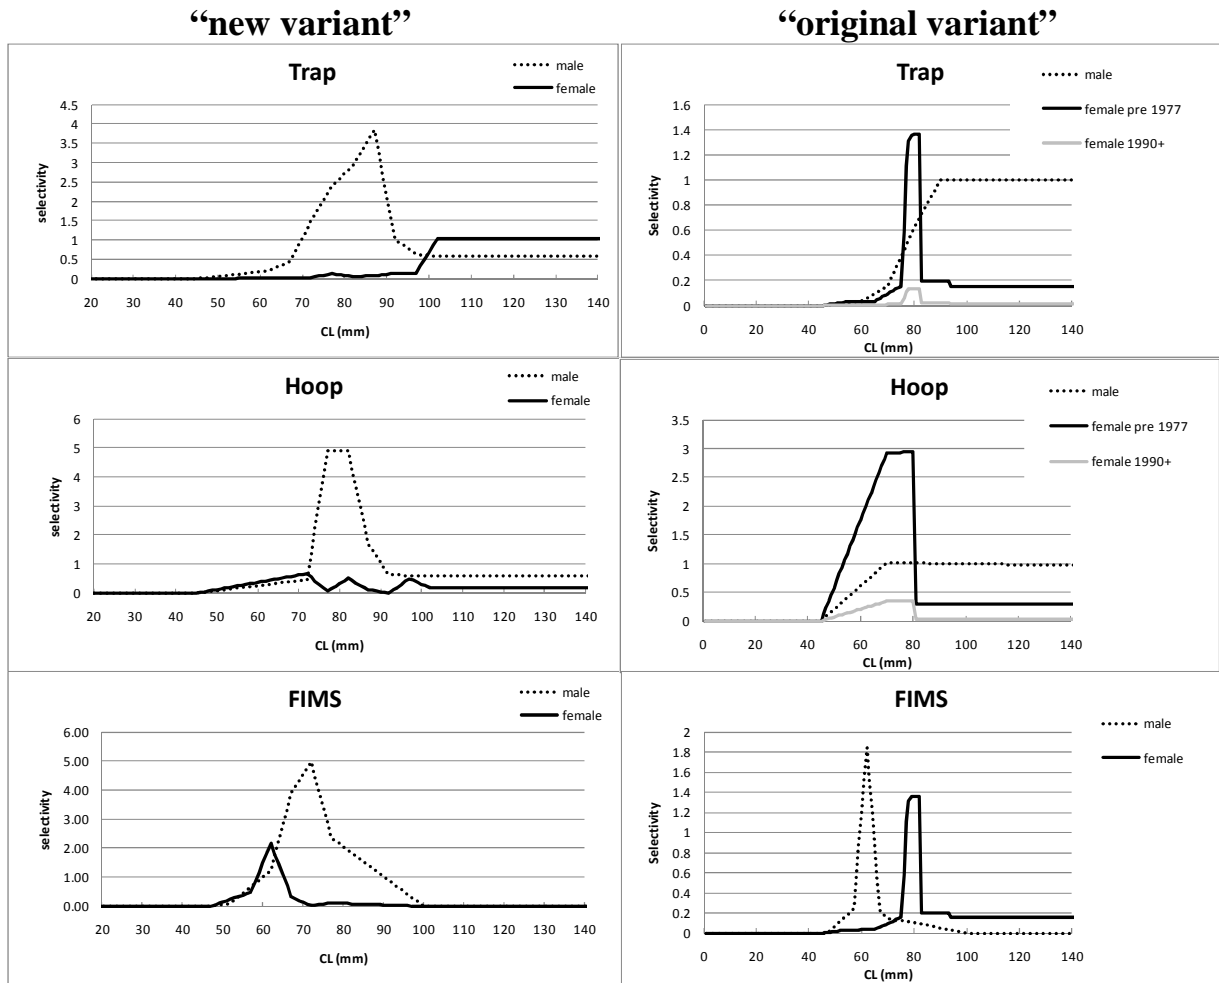 “new variant”
“original variant”
Trap
male
female
4.5
4
3.5
3
2.5
2
1.5
1
0.5
0
selectivity
20 30 40 50 60 70 80 90 100 110 120 130 140
CL (mm)
Trap
male
female pre 1977
female 1990+
1.6
1.4
1.2
1
0.8
0.6
0.4
0.2
0
Selectivity
0 20 40 60 80 100 120 140
CL (mm)
Hoop
male
female
6
5
4
3
2
1
0
selectivity
20 30 40 50 60 70 80 90 100 110 120 130 140
CL (mm)
Hoop
male
female pre 1977
female 1990+
3.5
3
2.5
2
1.5
1
0.5
0
Selectivity
0 20 40 60 80 100 120 140
CL (mm)
FIMS
male
female
6.00
5.00
4.00
3.00
2.00
1.00
0.00
selectivity
20 30 40 50 60 70 80 90 100 110 120 130 140
CL (mm)
FIMS
male
female
2
1.8
1.6
1.4
1.2
1
0.8
0.6
0.4
0.2
0
Selectivity
0 20 40 60 80 100 120 140
CL (mm)